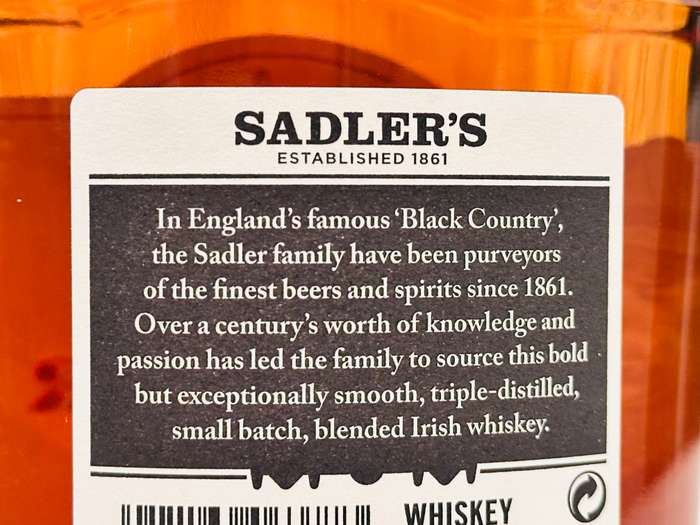 SADLER'S
ESTABLISHED 1861
In England's famous ‘Black Country’,
the Sadler family have been purveyors
of the finest beers and spirits since 1861.
Over a century's worth of knowledge and
passion has led the family to source this bold
but exceptionally smooth, triple-distilled,
small batch, blended Irish whiskey.
WHISKEY